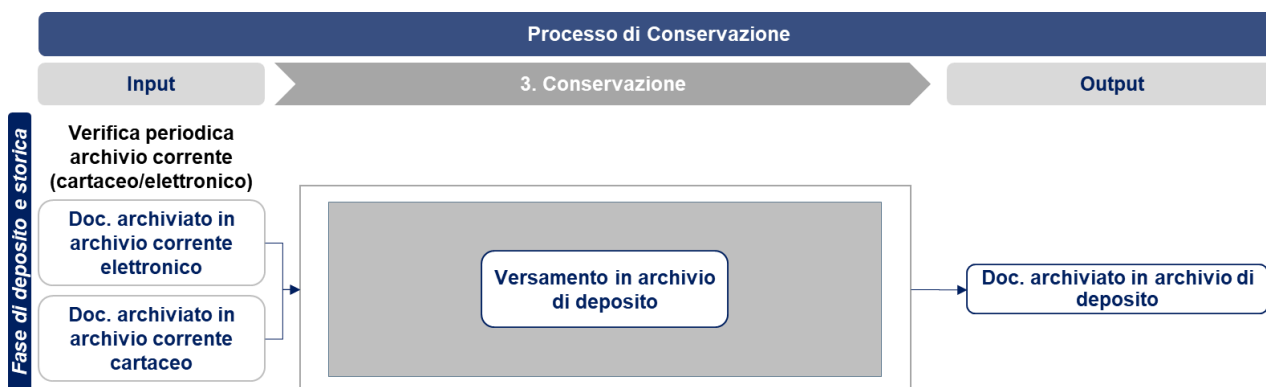 Processo di Conservazione
Input
3. Conservazione
Output
Fase di deposito e storica
Verifica periodica
archivio corrente
(cartaceo/elettronico)
Doc. archiviato in
archivio corrente
elettronico
Doc. archiviato in
archivio corrente
cartaceo
Versamento in archivio
di deposito
Doc. archiviato in archivio di
deposito